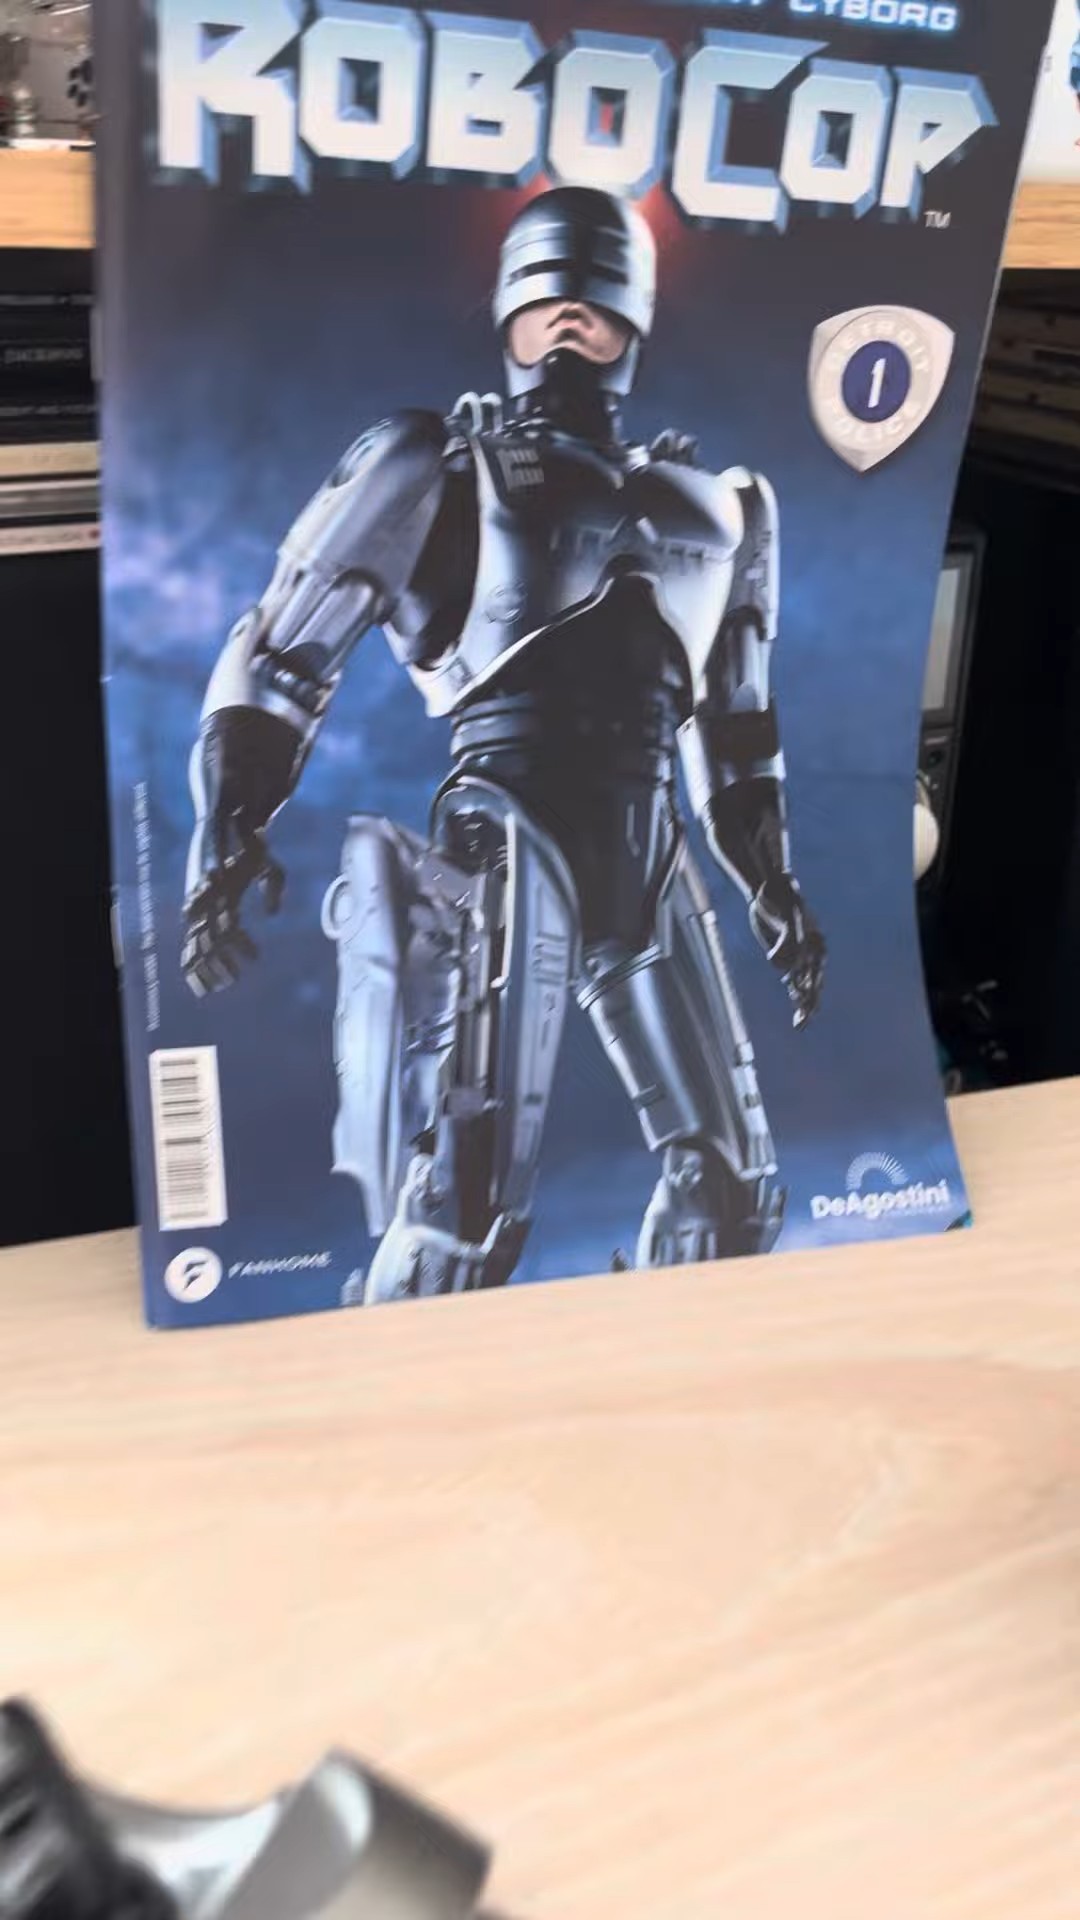 CYBORG
ROBOCOP
TM
DETROIT
1
POLICE
DeAgostini
FANHOME